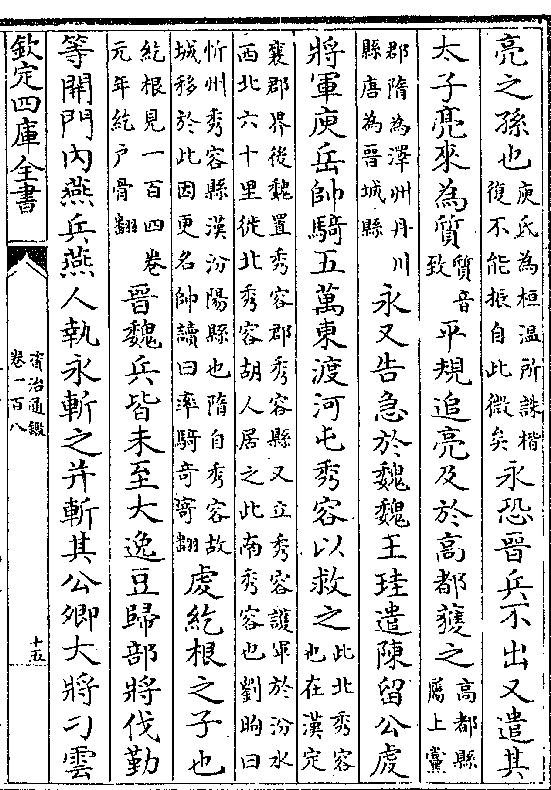 亮之孫也庾氏為桓溫所誅楷復不能振自此微矣永恐晉兵不出又遣其
太子亮來為質質音致平規追亮及於高都獲之高都縣屬上黨
郡隋為澤州丹川縣唐為晉城縣永又告急於魏魏王珪遣陳留公虔
將軍庾岳帥騎五萬東渡河屯秀容以救之此北秀容也在漢定
襄郡界後魏置秀容郡秀容縣又立秀容護軍於汾水西北六十里徙北秀容胡人居之此南秀容也劉昫曰
忻州秀容縣漢汾陽縣也隋自秀容故城移於此因更名帥讀曰率騎奇寄翻虔紇根之子也
紇根見一百四卷元年紇戶骨翻晉魏兵皆未至大逸豆歸部將伐勤
等開門內燕兵燕人執永斬之并斬其公卿大將刁雲
欽定四庫全書
資治通鑑
卷一百八
十五